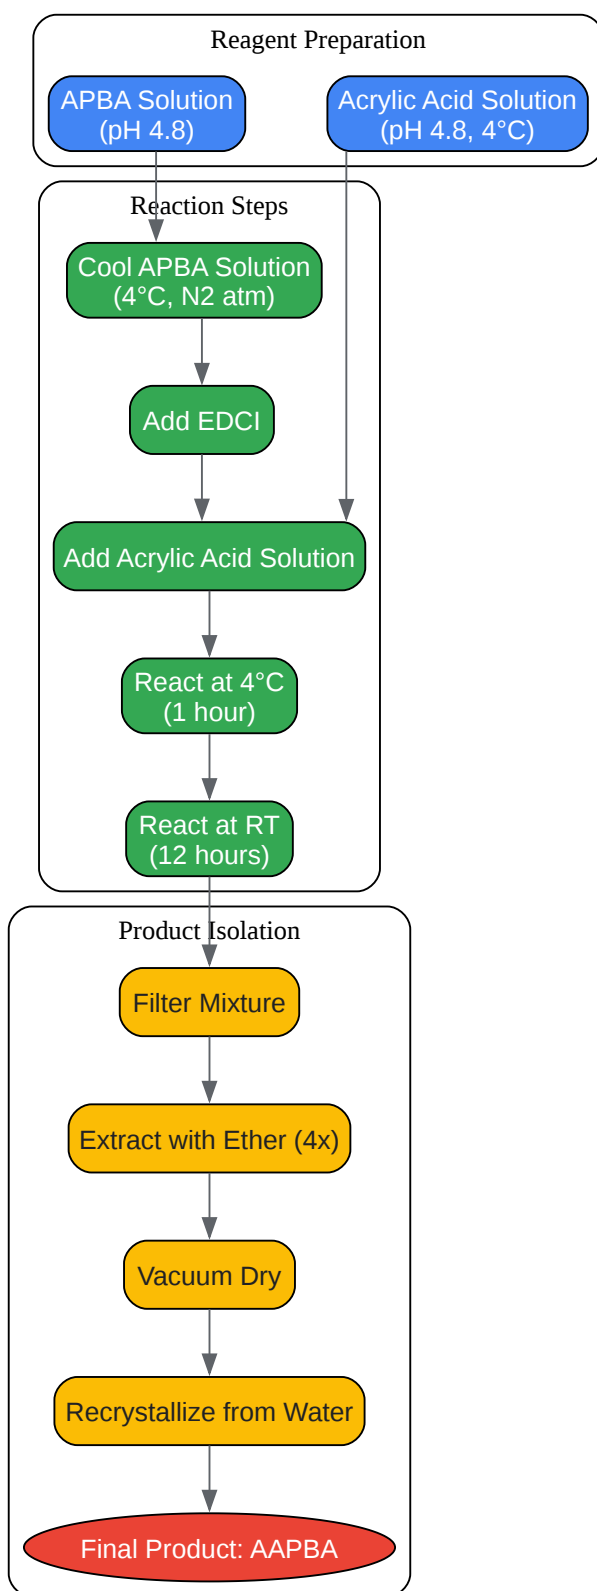 Reagent Preparation
APBA Solution
(pH 4.8)
Acrylic Acid Solution
(pH 4.8, 4°C)
Reaction Steps
Cool APBA Solution
(4°C, N2 atm)
Add EDCI
Add Acrylic Acid Solution
React at 4°C
(1 hour)
React at RT
(12 hours)
Product Isolation
Filter Mixture
Extract with Ether (4x)
Vacuum Dry
Recrystallize from Water
Final Product: AAPBA